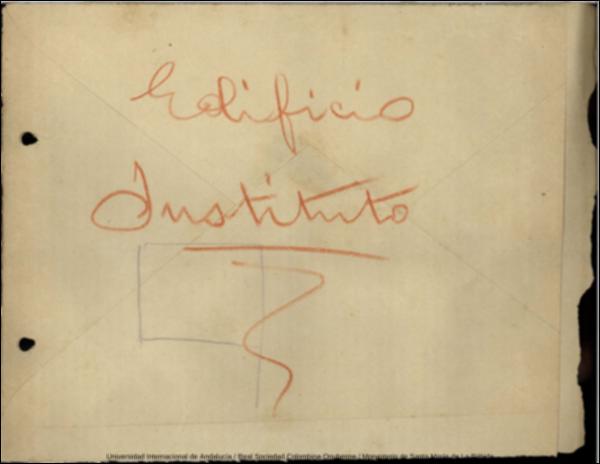 Edificio
Instituto
Universidad Internacional de Andalucía / Real Sociedad Colombina Onubense / Monasterio de Santa María de La Rábida